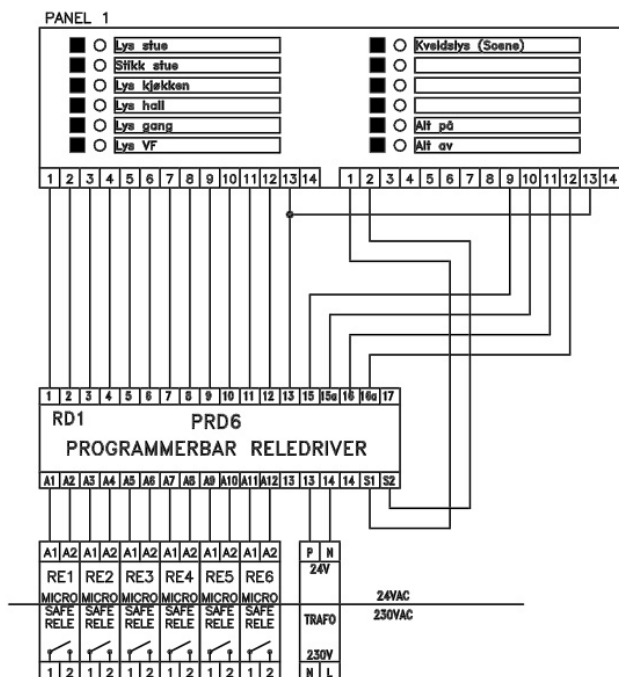 PANEL 1
Lys stue
Stikk stue
Lys kjøkken
Lys hall
Lys gang
Lys VF
Kveldslys (Scene)
Alt på
Alt av
1 2 3 4 5 6 7 8 9 10 11 12 13 14
1 2 3 4 5 6 7 8 9 10 11 12 13 14
1 2 3 4 5 6 7 8 9 10 11 12 13 15 15a 16 16a 17
RD1 PRD6
PROGRAMMERBAR RELEDRIVER
A1 A2 A3 A4 A5 A6 A7 A8 A9 A10 A11 A12 13 13 14 14 S1 S2
A1 A2 A1 A2 A1 A2 A1 A2 A1 A2 A1 A2 P N
RE1 RE2 RE3 RE4 RE5 RE6 24V
MICRO MICRO MICRO MICRO MICRO MICRO 24VAC
SAFE SAFE SAFE SAFE SAFE SAFE TRAFO 230VAC
RELE RELE RELE RELE RELE RELE
230V
1 2 1 2 1 2 1 2 1 2 1 2 N L